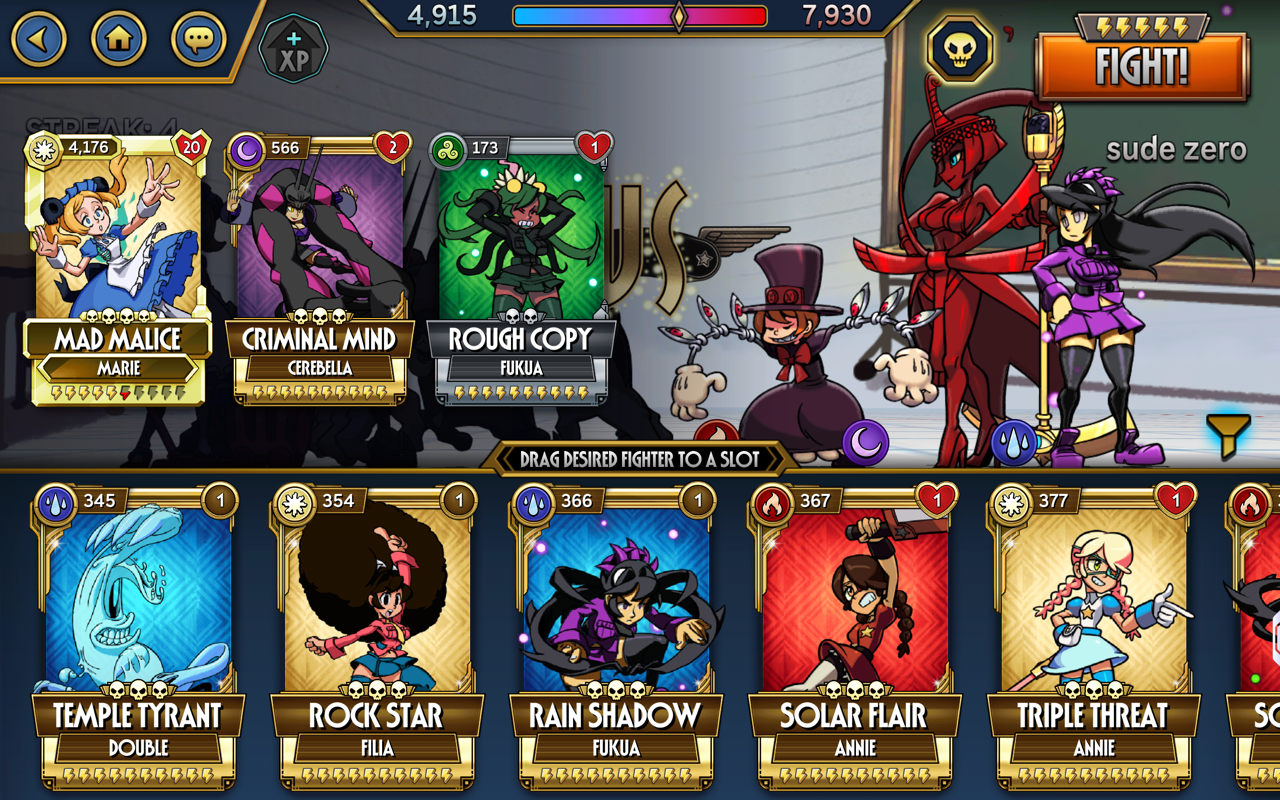 4,915
7,930
+
XP
FIGHT!
STREAK: 4
sude zero
4,176
20
566
2
173
1
VS
MAD MALICE
MARIE
CRIMINAL MIND
CEREBELLA
ROUGH COPY
FUKUA
DRAG DESIRED FIGHTER TO A SLOT
345
1
354
1
366
1
367
1
377
1
TEMPLE TYRANT
DOUBLE
ROCK STAR
FILIA
RAIN SHADOW
FUKUA
SOLAR FLAIR
ANNIE
TRIPLE THREAT
ANNIE